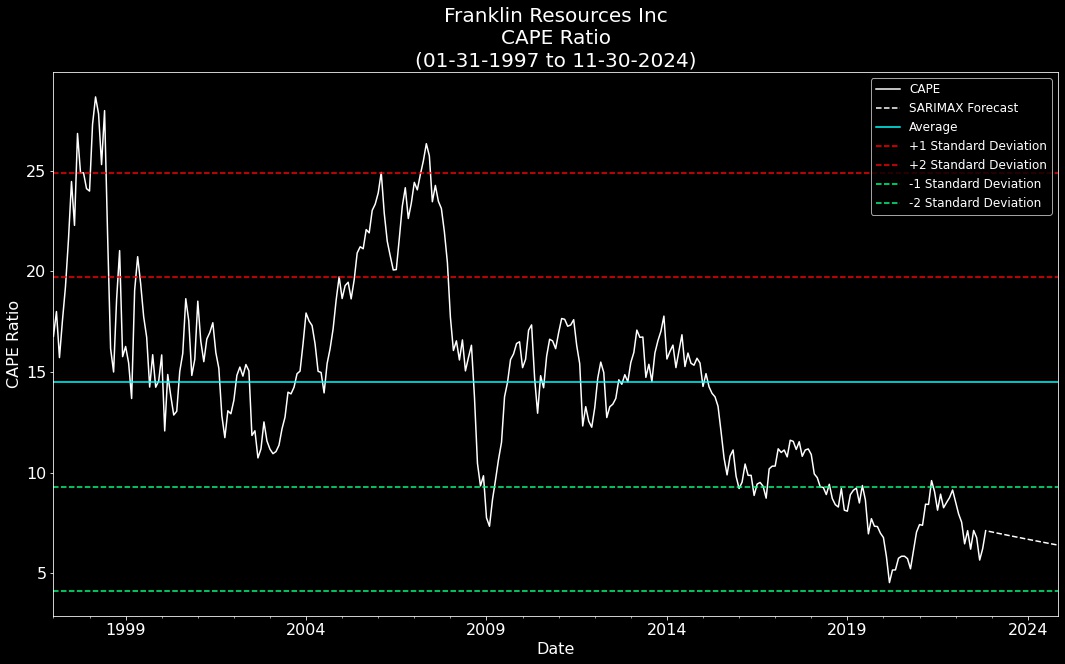 Franklin Resources Inc
CAPE Ratio
(01-31-1997 to 11-30-2024)
CAPE
SARIMAX Forecast
Average
+1 Standard Deviation
+2 Standard Deviation
-1 Standard Deviation
-2 Standard Deviation
CAPE Ratio
25
20
15
10
5
1999 2004 2009 2014 2019 2024
Date